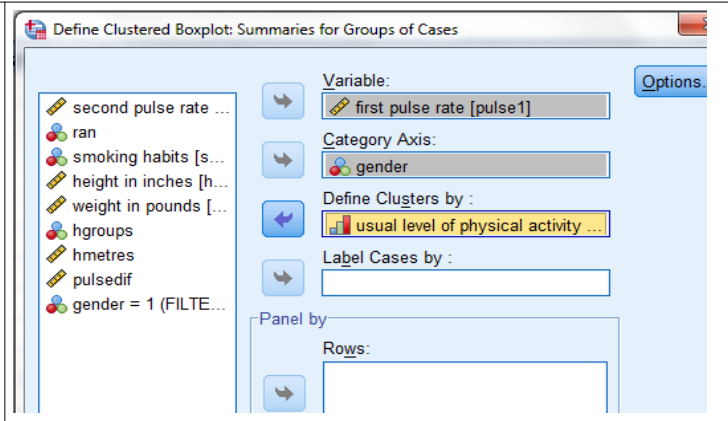 Define Clustered Boxplot: Summaries for Groups of Cases
second pulse rate ...
ran
smoking habits [s...
height in inches [h...
weight in pounds [...
hgroups
hmetres
pulsedif
gender = 1 (FILTE...
Variable:
first pulse rate [pulse1]
Category Axis:
gender
Define Clusters by :
usual level of physical activity ...
Label Cases by :
Panel by
Rows:
Options..